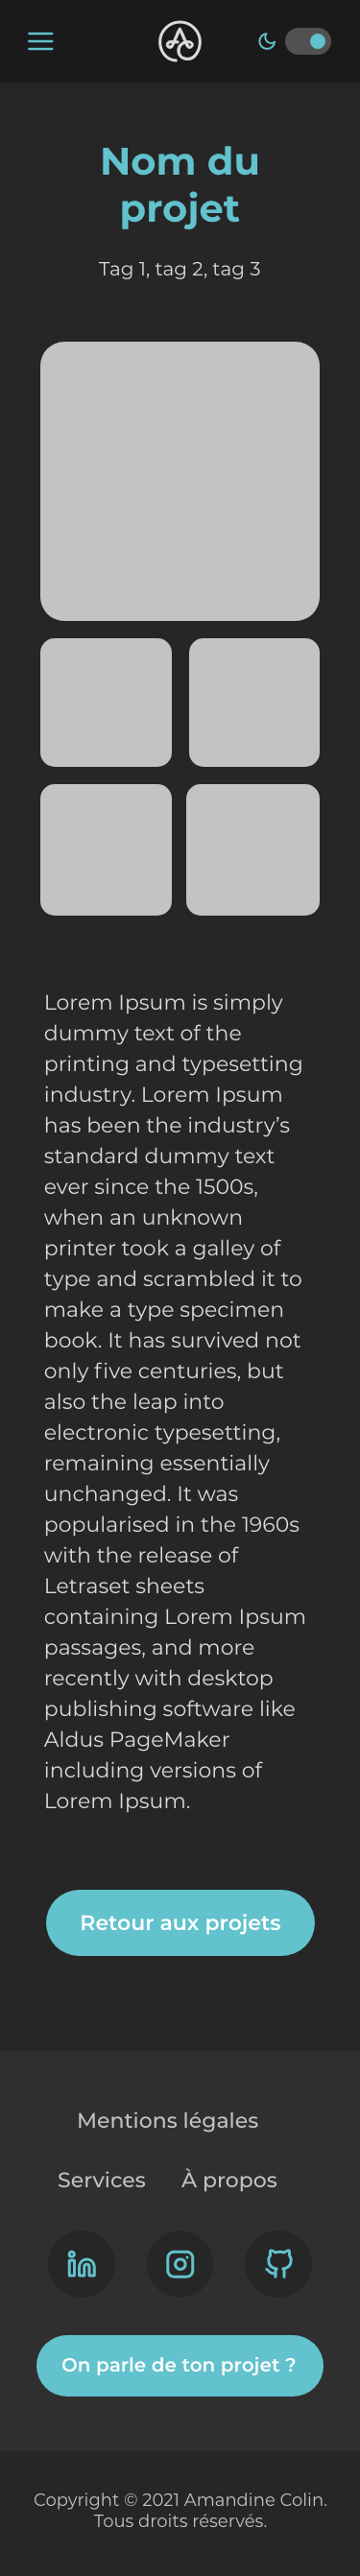 Nom du
projet
Tag 1, tag 2, tag 3
Lorem Ipsum is simply
dummy text of the
printing and typesetting
industry. Lorem Ipsum
has been the industry’s
standard dummy text
ever since the 1500s,
when an unknown
printer took a galley of
type and scrambled it to
make a type specimen
book. It has survived not
only five centuries, but
also the leap into
electronic typesetting,
remaining essentially
unchanged. It was
popularised in the 1960s
with the release of
Letraset sheets
containing Lorem Ipsum
passages, and more
recently with desktop
publishing software like
Aldus PageMaker
including versions of
Lorem Ipsum.
Retour aux projets
Mentions légales
Services À propos
On parle de ton projet ?
Copyright © 2021 Amandine Colin.
Tous droits réservés.